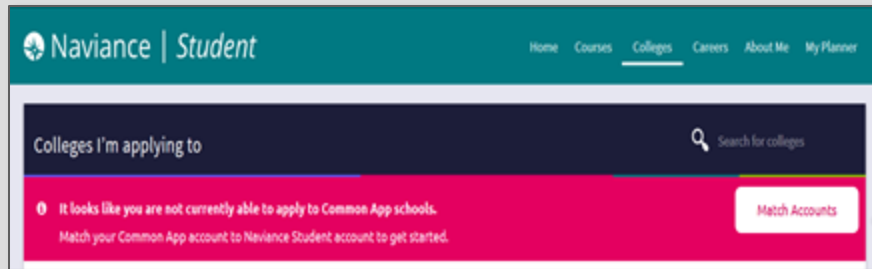 Naviance | Student
Home Courses Colleges Careers About Me My Planner
Colleges I'm applying to
Search for colleges
It looks like you are not currently able to apply to Common App schools.
Match your Common App account to Naviance Student account to get started.
Match Accounts